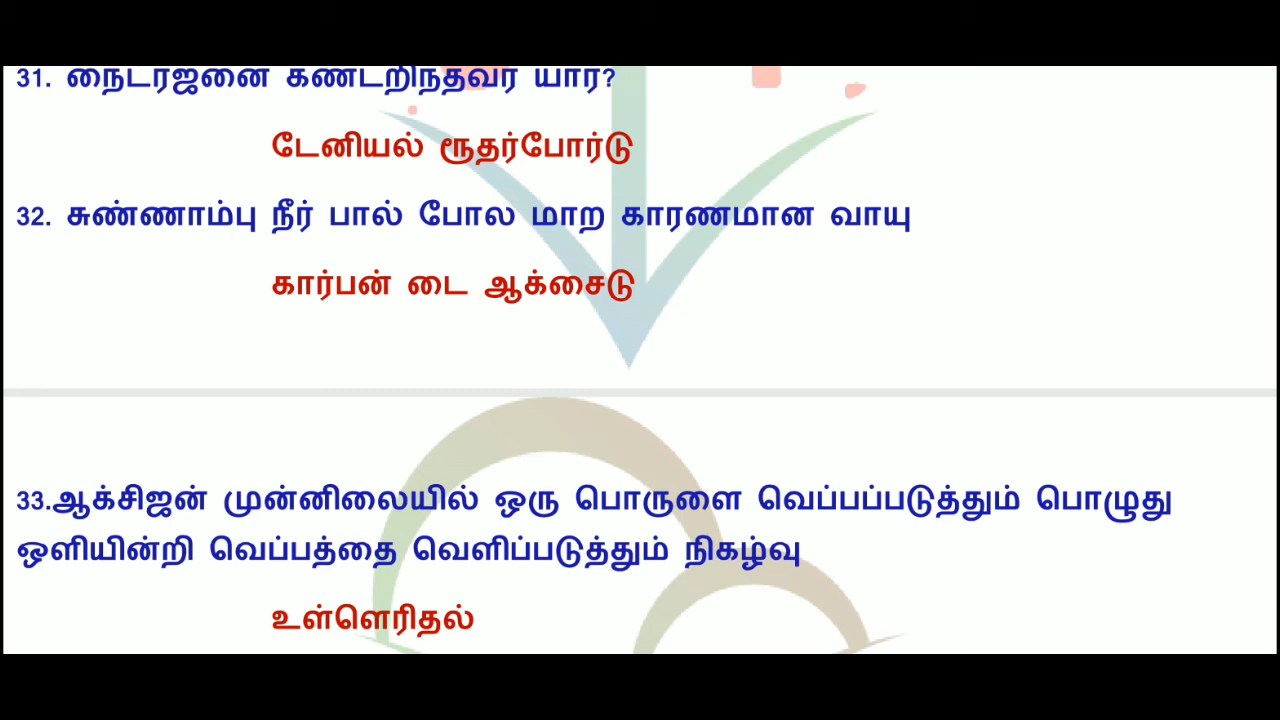 31. நைட்ரஜனை கண்டறிந்தவர் யார்?
டேனியல் ரூதர்போர்டு
32. சுண்ணாம்பு நீர் பால் போல மாற காரணமான வாயு
கார்பன் டை ஆக்சைடு
33.ஆக்சிஜன் முன்னிலையில் ஒரு பொருளை வெப்பப்படுத்தும் பொழுது
ஒளியின்றி வெப்பத்தை வெளிப்படுத்தும் நிகழ்வு
உள்ளெரிதல்